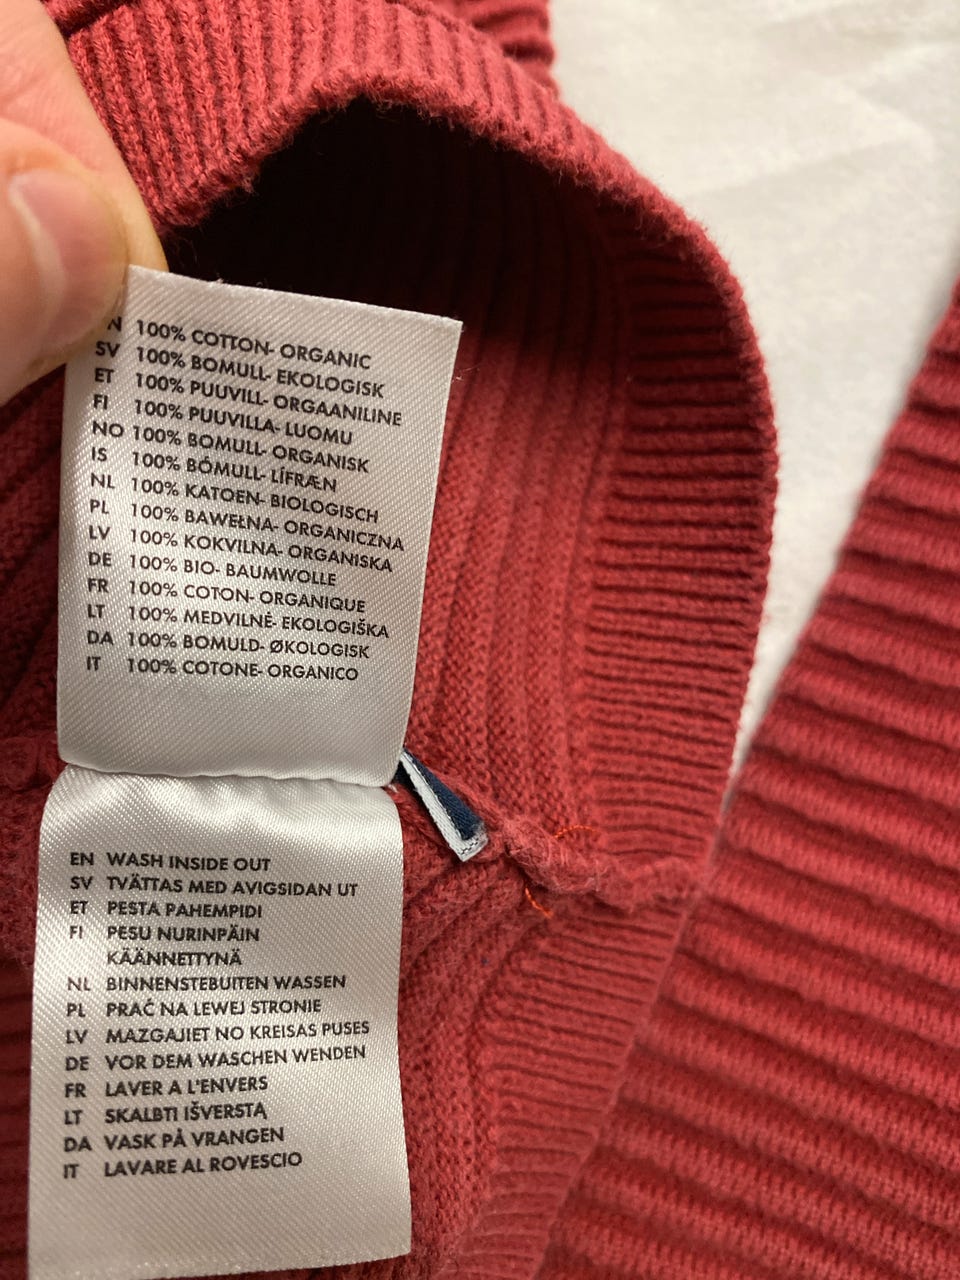 N 100% COTTON- ORGANIC
SV 100% BOMULL- EKOLOGISK
ET 100% PUUVILL- ORGAANILINE
FI 100% PUUVILLA- LUOMU
NO 100% BOMULL- ORGANISK
IS 100% BÓMULL- LÍFRÆN
NL 100% KATOEN- BIOLOGISCH
PL 100% BAWEŁNA- ORGANICZNA
LV 100% KOKVILNA- ORGANISKA
DE 100% BIO- BAUMWOLLE
FR 100% COTON- ORGANIQUE
LT 100% MEDVILNĖ- EKOLOGIŠKA
DA 100% BOMULD- ØKOLOGISK
IT 100% COTONE- ORGANICO
EN WASH INSIDE OUT
SV TVÄTTAS MED AVIGSIDAN UT
ET PESTA PAHEMPIDI
FI PESU NURINPÄIN
KÄÄNNETTYNÄ
NL BINNENSTEBUITEN WASSEN
PL PRAĆ NA LEWEJ STRONIE
LV MAZGAJIET NO KREISAS PUSES
DE VOR DEM WASCHEN WENDEN
FR LAVER A L'ENVERS
LT SKALBTI IŠVERSTĄ
DA VASK PÅ VRANGEN
IT LAVARE AL ROVESCIO